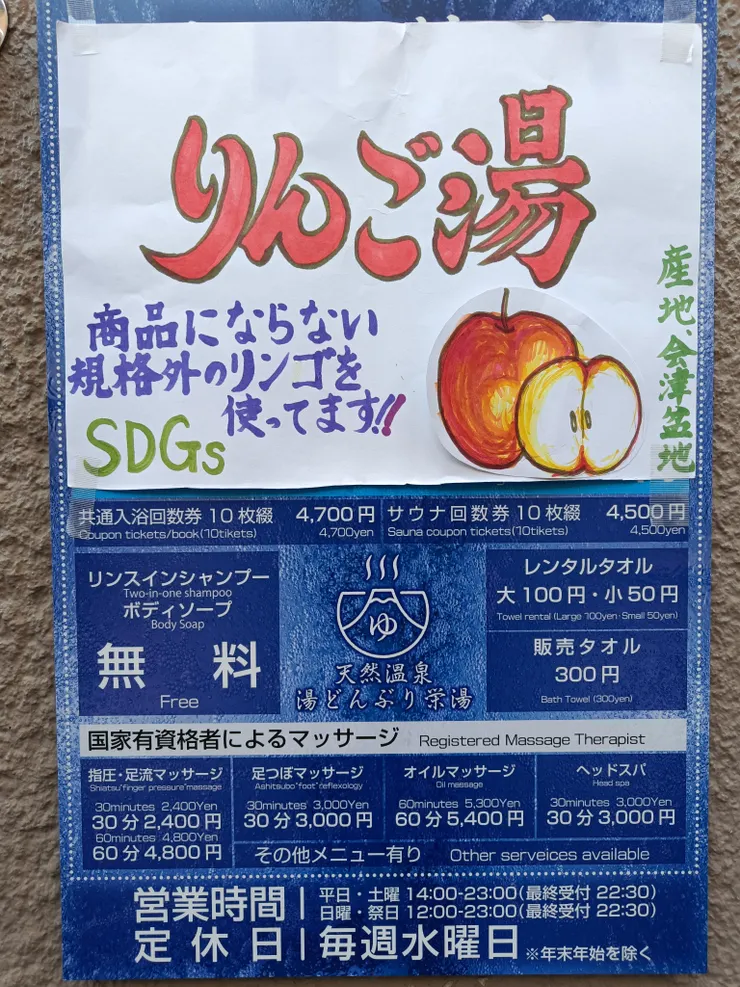 りんご湯
商品にならない
規格外のリンゴを
使ってます!!
SDGs
産地、会津盆地
共通入浴回数券 10枚綴 4,700円
Coupon tickets/book(10tikets) 4,700yen
サウナ回数券 10枚綴 4,500円
Sauna coupon tickets(10tikets) 4,500yen
リンスインシャンプー
Two-in-one shampoo
ボディソープ
Body Soap
無 料
Free
ゆ
天然温泉
湯どんぶり栄湯
レンタルタオル
大100円・小50円
Towel rental (Large 100yen・Small 50yen)
販売タオル
300円
Bath Towel (300yen)
国家有資格者によるマッサージ Registered Massage Therapist
指圧・足流マッサージ
Shiatsu"finger pressure"massage
30minutes 2,400Yen
30分 2,400円
60minutes 4,800Yen
60分 4,800円
足つぼマッサージ
Ashitsubo"foot"reflexology
30minutes 3,000Yen
30分 3,000円
オイルマッサージ
Oil massage
60minutes 5,300Yen
60分 5,400円
ヘッドスパ
Head spa
30minutes 3,000Yen
30分 3,000円
その他メニュー有り Other serveices available
営業時間 平日・土曜 14:00-23:00(最終受付 22:30)
日曜・祭日 12:00-23:00(最終受付 22:30)
定休日 毎週水曜日 ※年末年始を除く